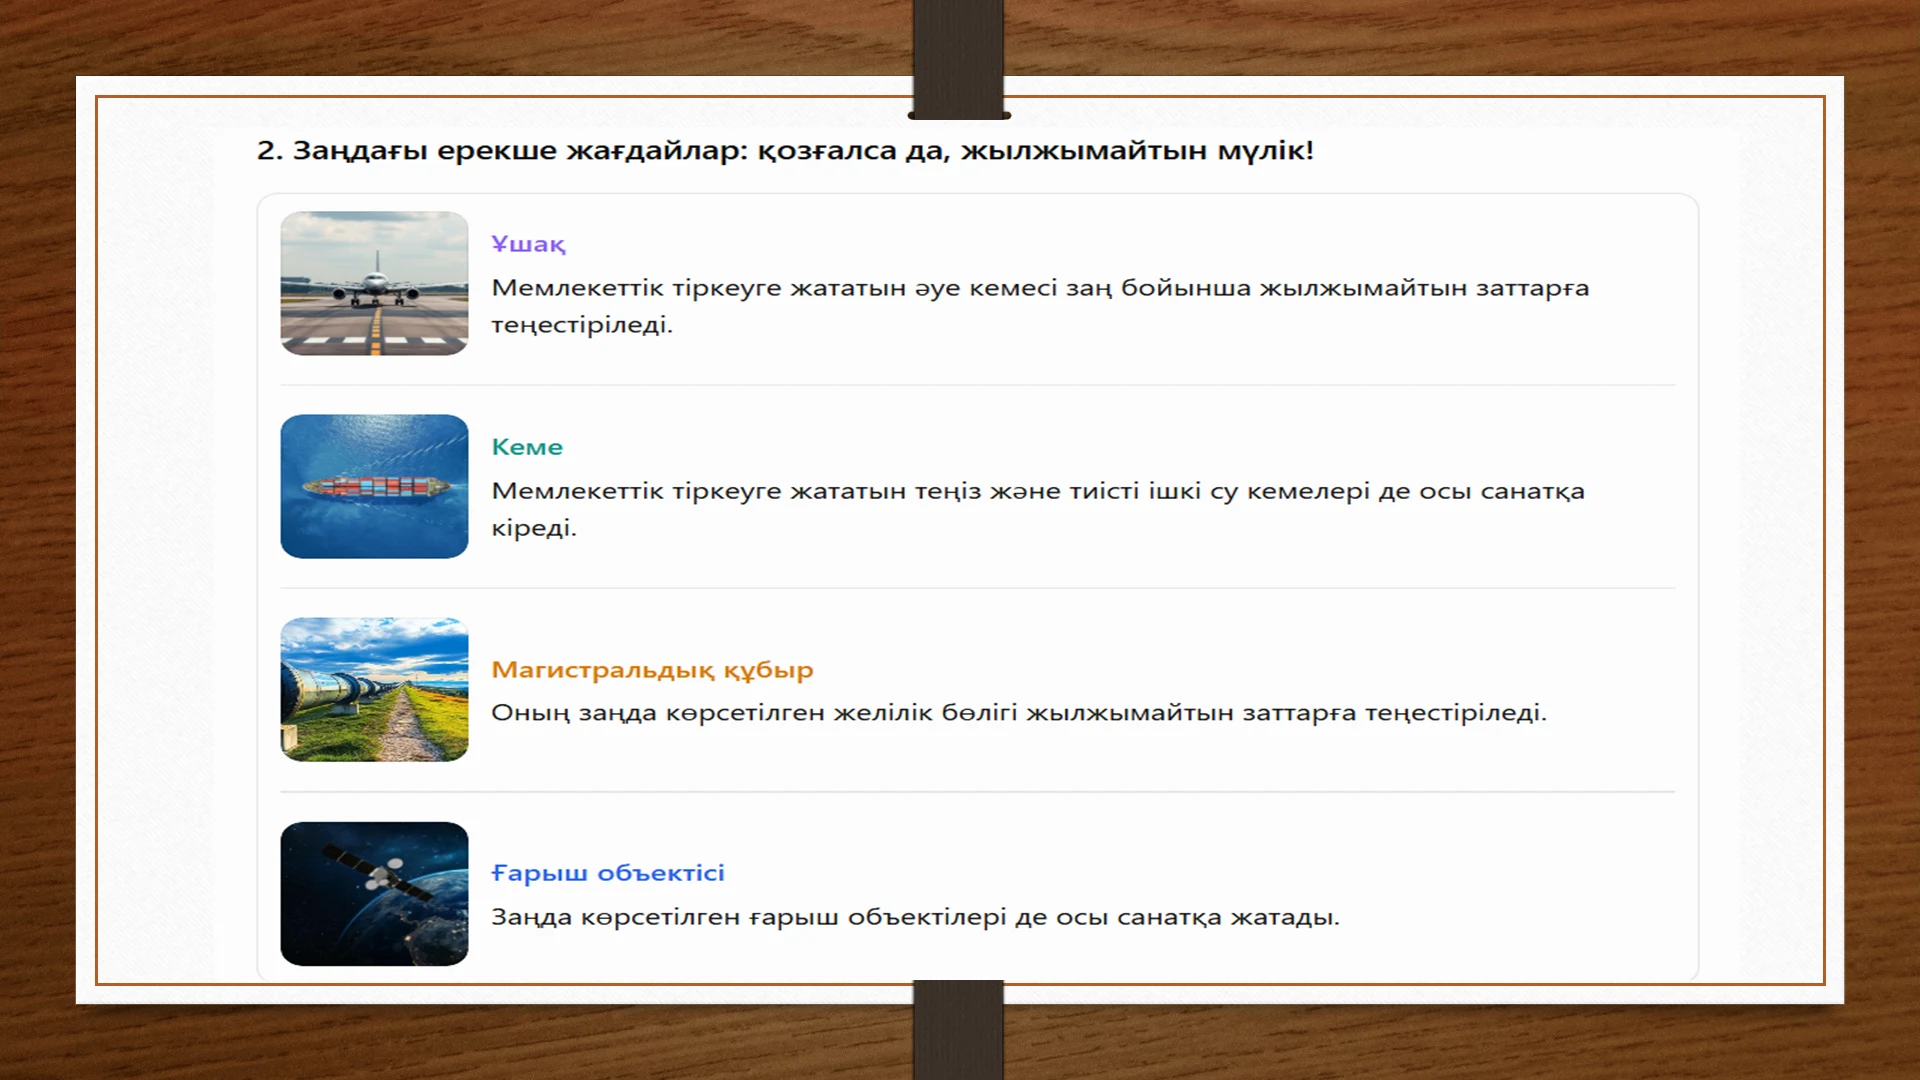 2. Заңдағы ерекше жағдайлар: қозғалса да, жылжымайтын мүлік!
Ұшақ
Мемлекеттік тіркеуге жататын әуе кемесі заң бойынша жылжымайтын заттарға
теңестіріледі.
Кеме
Мемлекеттік тіркеуге жататын теңіз және тиісті ішкі су кемелері де осы санатқа
кіреді.
Магистральдық құбыр
Оның заңда көрсетілген желілік бөлігі жылжымайтын заттарға теңестіріледі.
Ғарыш объектісі
Заңда көрсетілген ғарыш объектілері де осы санатқа жатады.